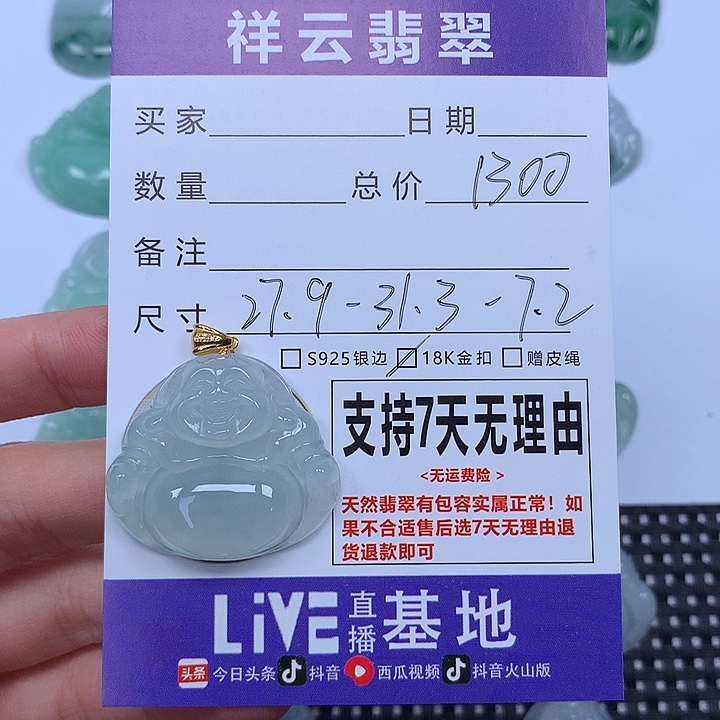 祥云翡翠
买家 日期
数量 总价 1300
备注
尺寸 27.9-31.3-7.2
S925银边 18K金扣 赠皮绳
支持7天无理由
<无运费险>
天然翡翠有包容实属正常！如
果不合适售后选7天无理由退
货退款即可
LiVE直播基地
头条 今日头条 抖音 西瓜视频 抖音火山版